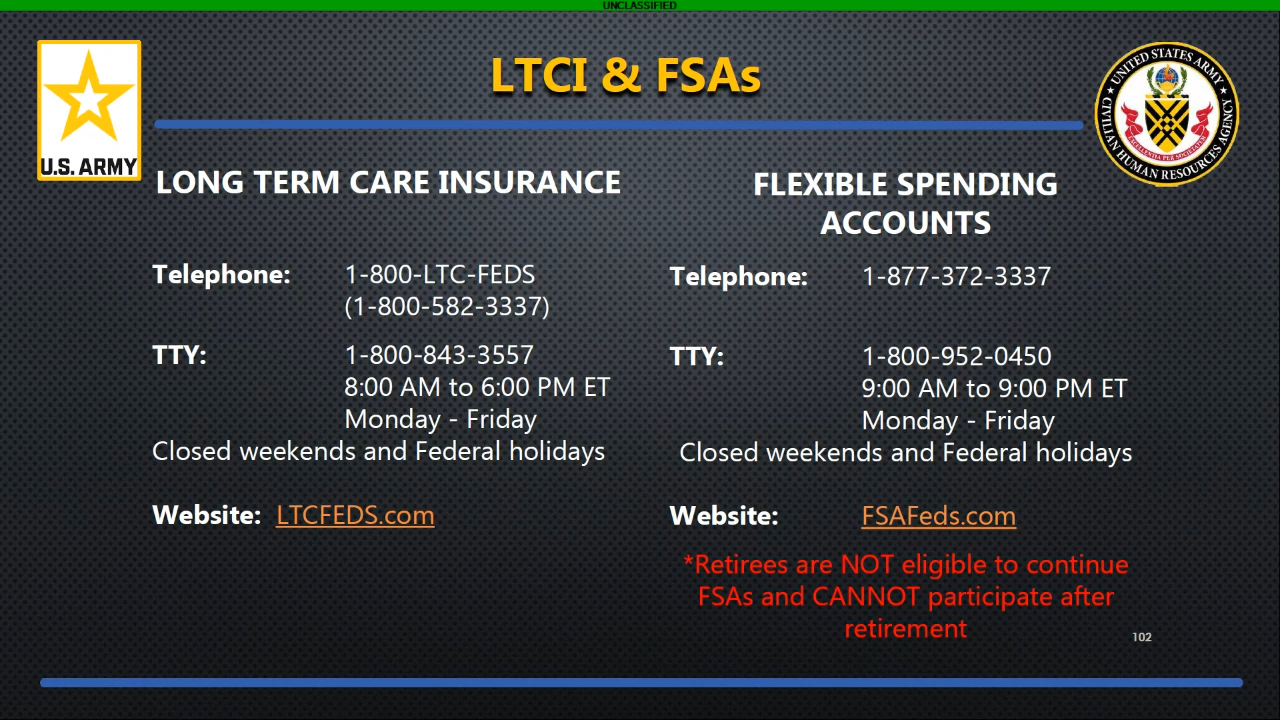 UNCLASSIFIED
LTCI & FSAs
U.S. ARMY
UNITED STATES ARMY
CIVILIAN HUMAN RESOURCES AGENCY
LONG TERM CARE INSURANCE
Telephone: 1-800-LTC-FEDS
(1-800-582-3337)
TTY: 1-800-843-3557
8:00 AM to 6:00 PM ET
Monday - Friday
Closed weekends and Federal holidays
Website: LTCFEDS.com
FLEXIBLE SPENDING
ACCOUNTS
Telephone: 1-877-372-3337
TTY: 1-800-952-0450
9:00 AM to 9:00 PM ET
Monday - Friday
Closed weekends and Federal holidays
Website: FSAFeds.com
*Retirees are NOT eligible to continue
FSAs and CANNOT participate after
retirement
102